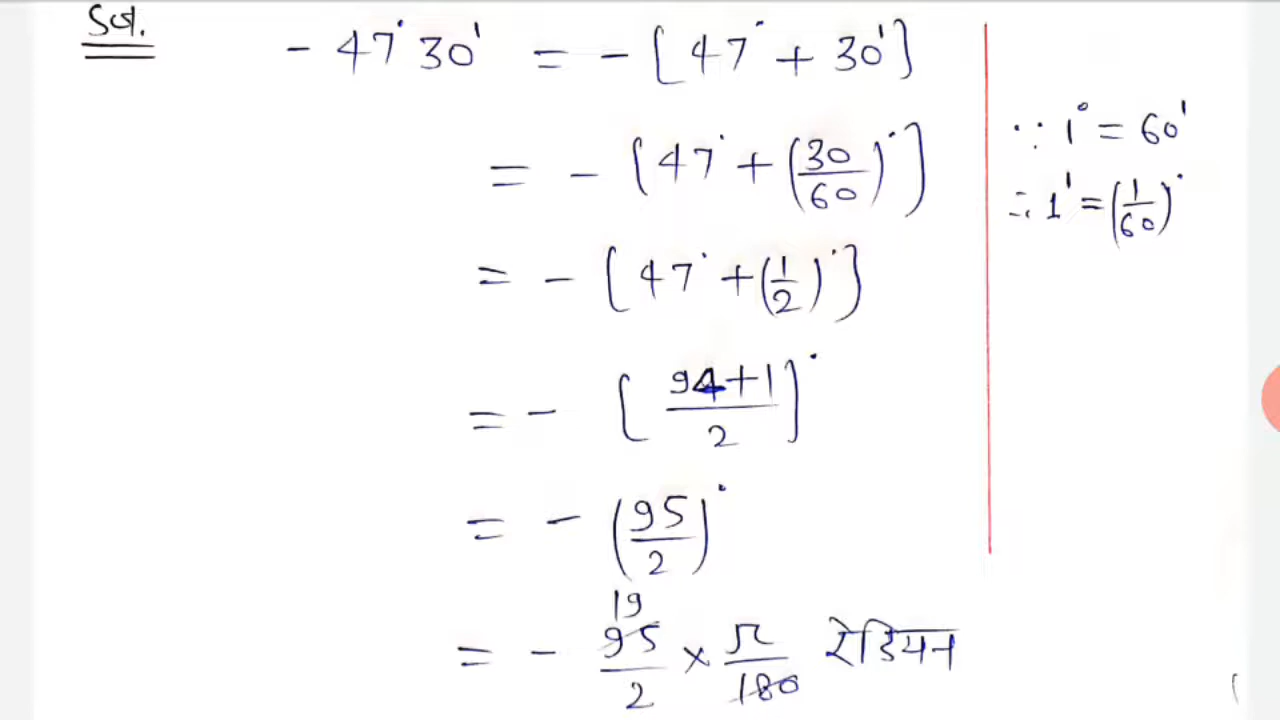 Sol.
- 47° 30' = - [47° + 30']
= - [47° + (30/60)°]
= - [47° + (1/2)°]
= - [94+1/2]°
= - (95/2)°
19
= - 95/2 × π/180 रेडियन
∵ 1° = 60'
∴ 1' = (1/60)°